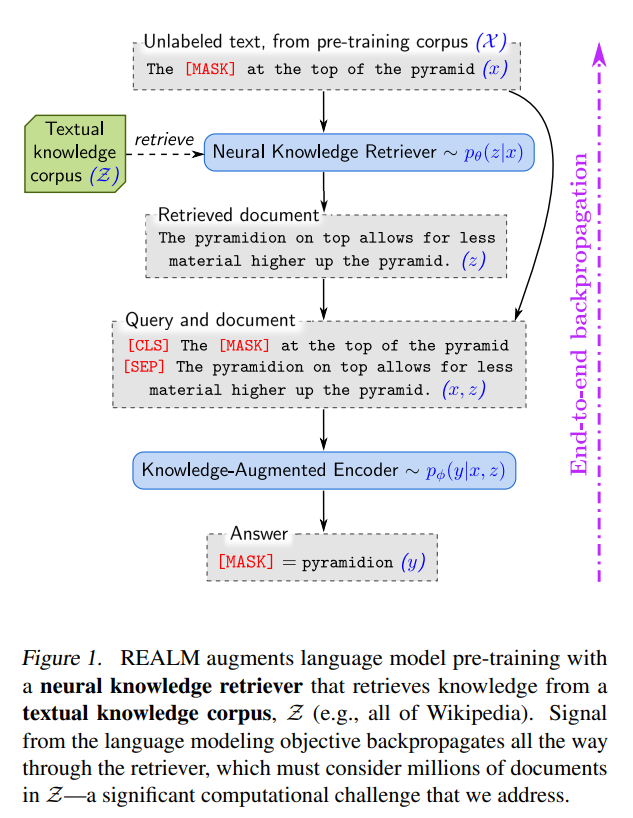 Unlabeled text, from pre-training corpus (𝒳)
The [MASK] at the top of the pyramid (x)
Textual
knowledge
corpus (𝒵)
retrieve
Neural Knowledge Retriever ∼ pθ(z|x)
Retrieved document
The pyramidion on top allows for less
material higher up the pyramid. (z)
Query and document
[CLS] The [MASK] at the top of the pyramid
[SEP] The pyramidion on top allows for less
material higher up the pyramid. (x, z)
Knowledge-Augmented Encoder ∼ pϕ(y|x, z)
Answer
[MASK] = pyramidion (y)
End-to-end backpropagation
Figure 1. REALM augments language model pre-training with
a neural knowledge retriever that retrieves knowledge from a
textual knowledge corpus, 𝒵 (e.g., all of Wikipedia). Signal
from the language modeling objective backpropagates all the way
through the retriever, which must consider millions of documents
in 𝒵—a significant computational challenge that we address.